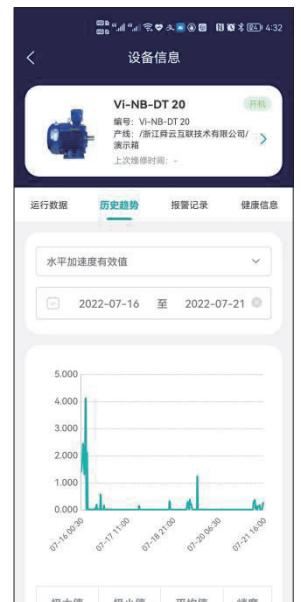 4:32
设备信息
Vi-NB-DT 20
开机
编号: Vi-NB-DT 20
产线: /浙江舜云互联技术有限公司/
演示箱
上次维修时间: -
运行数据 历史趋势 报警记录 健康信息
水平加速度有效值
2022-07-16 至 2022-07-21
5.000
4.000
3.000
2.000
1.000
0.000
07-16 00:30 07-17 11:00 07-18 21:00 07-20 06:30 07-21 16:00